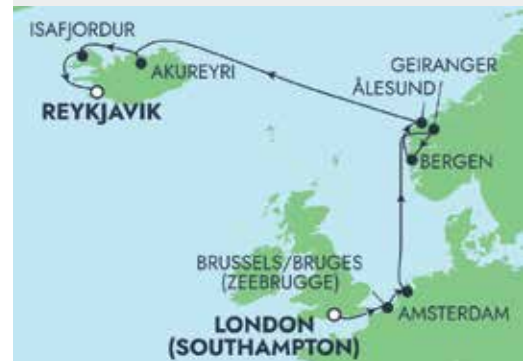 ISAFJORDUR
AKUREYRI
REYKJAVIK
GEIRANGER
ÅLESUND
BERGEN
BRUSSELS/BRUGES
(ZEEBRUGGE)
AMSTERDAM
LONDON
(SOUTHAMPTON)